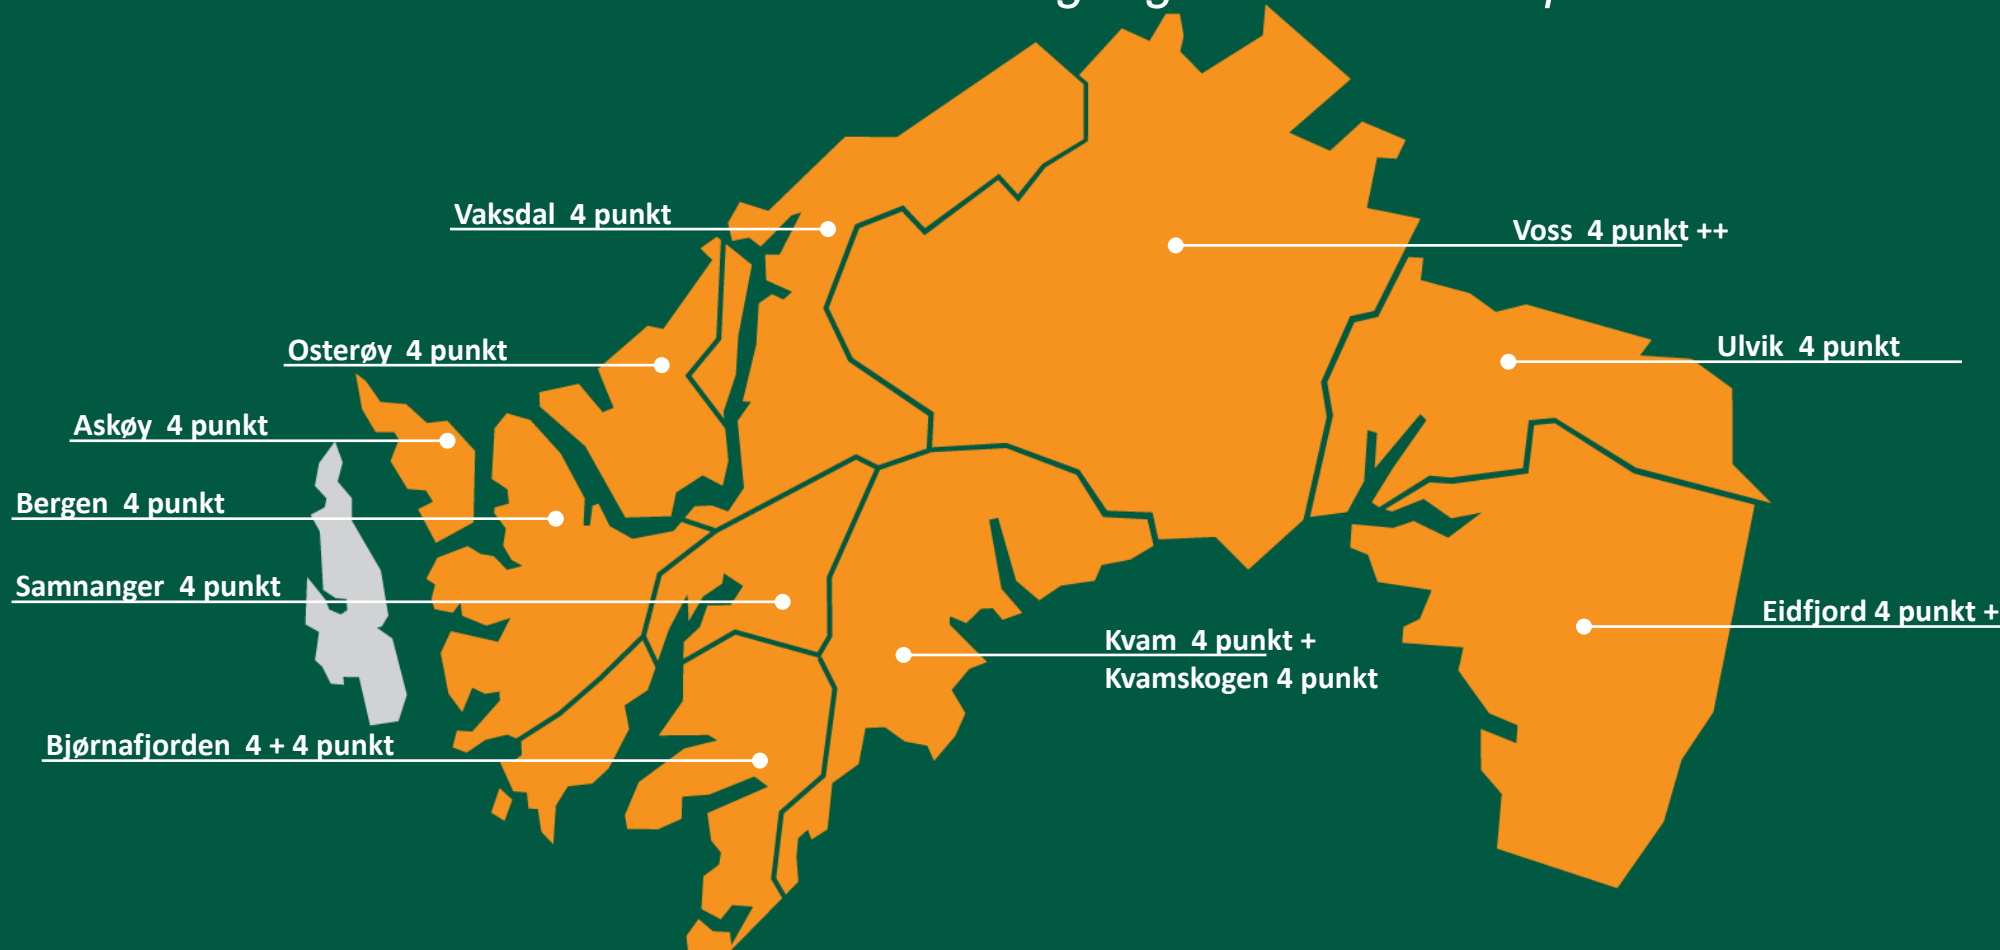 Vaksdal 4 punkt
Voss 4 punkt ++
Osterøy 4 punkt
Ulvik 4 punkt
Askøy 4 punkt
Bergen 4 punkt
Samnanger 4 punkt
Eidfjord 4 punkt +
Kvam 4 punkt +
Kvamskogen 4 punkt
Bjørnafjorden 4 + 4 punkt